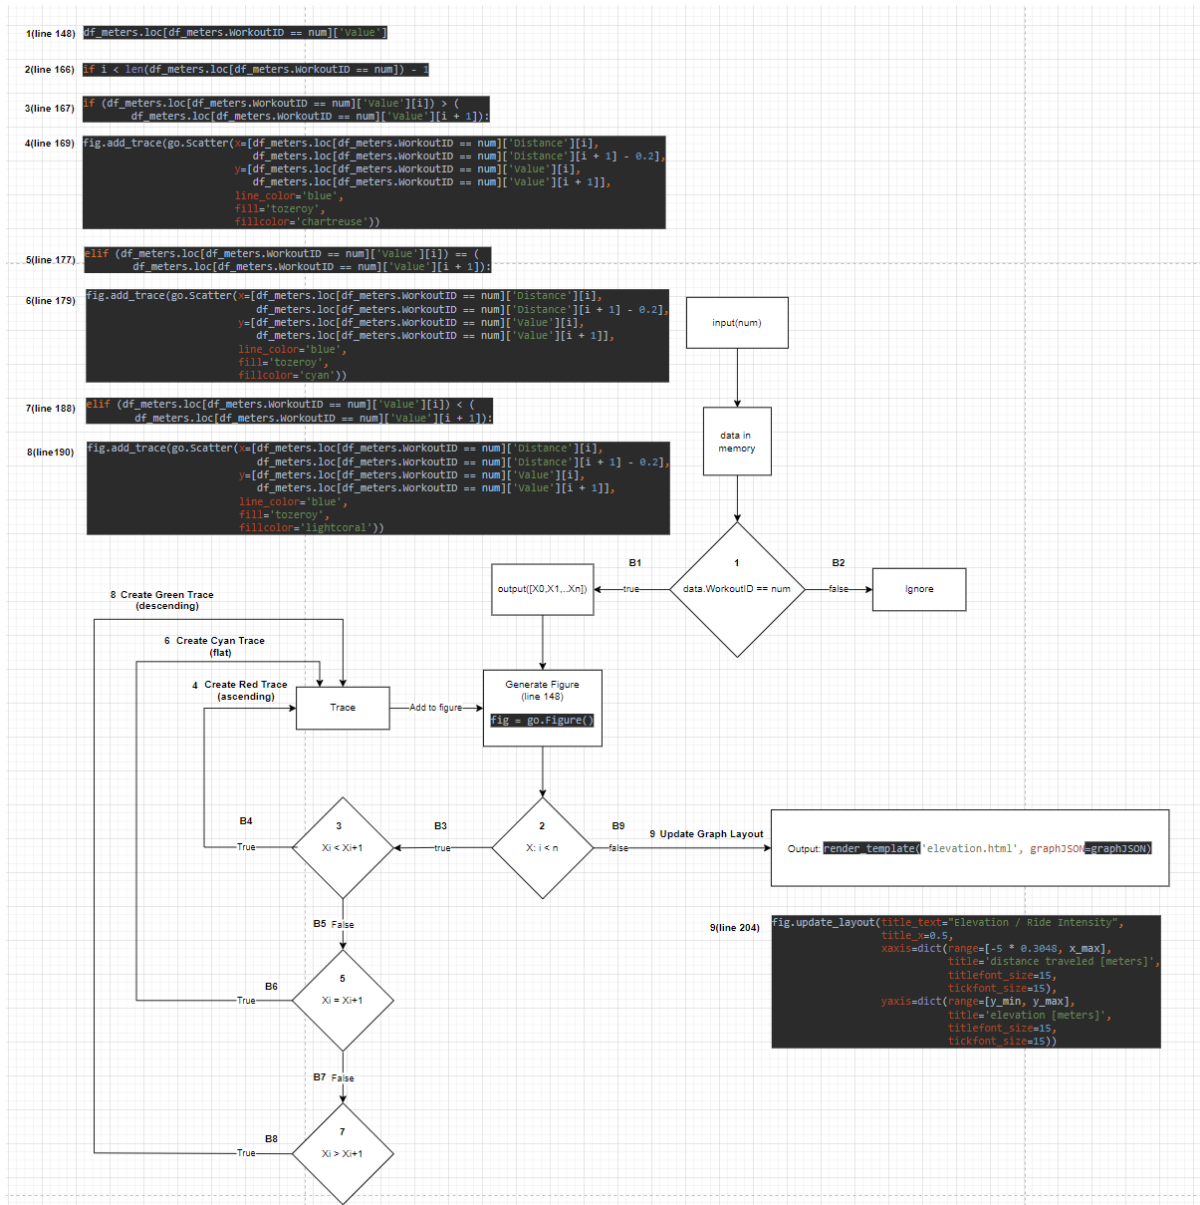 1(line 148) df_meters.loc[df_meters.WorkoutID == num]['Value']
2(line 166) if i < len(df_meters.loc[df_meters.WorkoutID == num]) - 1
3(line 167) if (df_meters.loc[df_meters.WorkoutID == num]['Value'][i]) > (
df_meters.loc[df_meters.WorkoutID == num]['Value'][i + 1]):
4(line 169) fig.add_trace(go.Scatter(x=[df_meters.loc[df_meters.WorkoutID == num]['Distance'][i],
df_meters.loc[df_meters.WorkoutID == num]['Distance'][i + 1] - 0.2],
y=[df_meters.loc[df_meters.WorkoutID == num]['Value'][i],
df_meters.loc[df_meters.WorkoutID == num]['Value'][i + 1]],
line_color='blue',
fill='tozeroy',
fillcolor='chartreuse'))
5(line 177) elif (df_meters.loc[df_meters.WorkoutID == num]['Value'][i]) == (
df_meters.loc[df_meters.WorkoutID == num]['Value'][i + 1]):
6(line 179) fig.add_trace(go.Scatter(x=[df_meters.loc[df_meters.WorkoutID == num]['Distance'][i],
df_meters.loc[df_meters.WorkoutID == num]['Distance'][i + 1] - 0.2],
y=[df_meters.loc[df_meters.WorkoutID == num]['Value'][i],
df_meters.loc[df_meters.WorkoutID == num]['Value'][i + 1]],
line_color='blue',
fill='tozeroy',
fillcolor='cyan'))
7(line 188) elif (df_meters.loc[df_meters.WorkoutID == num]['Value'][i]) < (
df_meters.loc[df_meters.WorkoutID == num]['Value'][i + 1]):
8(line190) fig.add_trace(go.Scatter(x=[df_meters.loc[df_meters.WorkoutID == num]['Distance'][i],
df_meters.loc[df_meters.WorkoutID == num]['Distance'][i + 1] - 0.2],
y=[df_meters.loc[df_meters.WorkoutID == num]['Value'][i],
df_meters.loc[df_meters.WorkoutID == num]['Value'][i + 1]],
line_color='blue',
fill='tozeroy',
fillcolor='lightcoral'))
input(num)
data in
memory
1
data.WorkoutID == num
B1
true
B2
false
Ignore
output([X0,X1,..Xn])
8 Create Green Trace
(descending)
6 Create Cyan Trace
(flat)
4 Create Red Trace
(ascending)
Trace
Add to figure
Generate Figure
(line 148)
fig = go.Figure()
B4
True
3
Xi < Xi+1
B3
true
2
X: i < n
B9
false
9 Update Graph Layout
Output: render_template('elevation.html', graphJSON=graphJSON)
B5 False
B6
True
5
Xi = Xi+1
B7 False
B8
True
7
Xi > Xi+1
9(line 204) fig.update_layout(title_text="Elevation / Ride Intensity",
title_x=0.5,
xaxis=dict(range=[-5 * 0.3048, x_max],
title='distance traveled [meters]',
titlefont_size=15,
tickfont_size=15),
yaxis=dict(range=[y_min, y_max],
title='elevation [meters]',
titlefont_size=15,
tickfont_size=15))